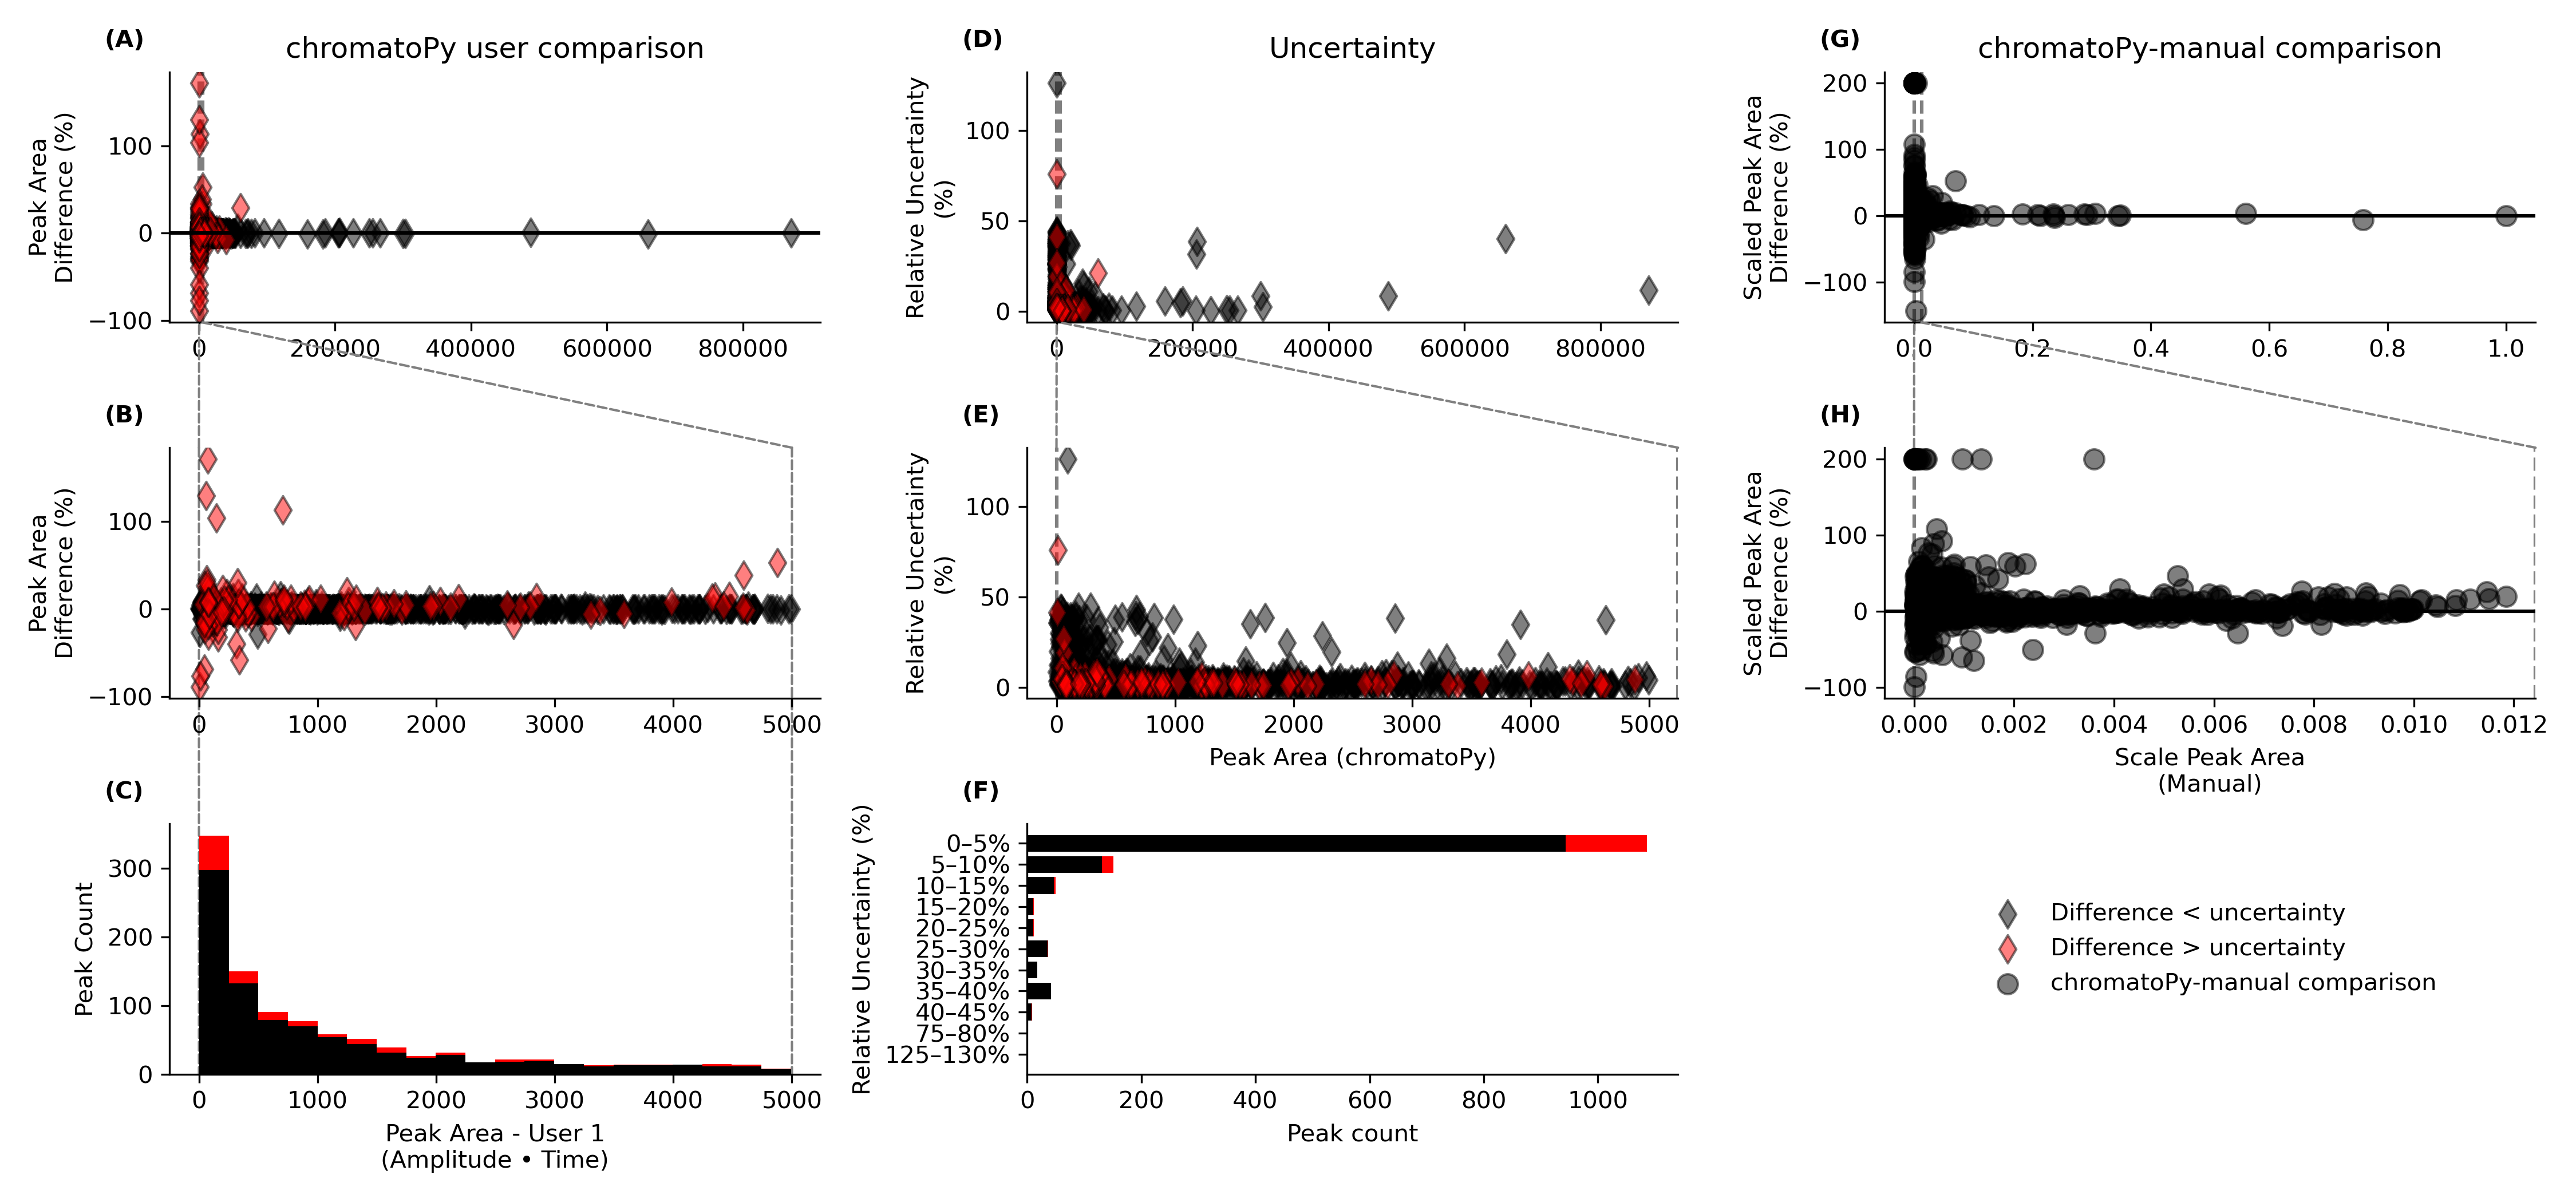 (A)
chromatoPy user comparison
Peak Area
Difference (%)
100
0
−100
0
200000
400000
600000
800000
(B)
Peak Area
Difference (%)
100
0
−100
0
1000
2000
3000
4000
5000
(C)
Peak Count
300
200
100
0
0
1000
2000
3000
4000
5000
Peak Area - User 1
(Amplitude • Time)
(D)
Uncertainty
Relative Uncertainty
(%)
100
50
0
0
200000
400000
600000
800000
(E)
Relative Uncertainty
(%)
100
50
0
0
1000
2000
3000
4000
5000
Peak Area (chromatoPy)
(F)
Relative Uncertainty (%)
0–5%
5–10%
10–15%
15–20%
20–25%
25–30%
30–35%
35–40%
40–45%
75–80%
125–130%
0
200
400
600
800
1000
Peak count
(G)
chromatoPy-manual comparison
Scaled Peak Area
Difference (%)
200
100
0
−100
0.0
0.2
0.4
0.6
0.8
1.0
(H)
Scaled Peak Area
Difference (%)
200
100
0
−100
0.000
0.002
0.004
0.006
0.008
0.010
0.012
Scale Peak Area
(Manual)
Difference < uncertainty
Difference > uncertainty
chromatoPy-manual comparison